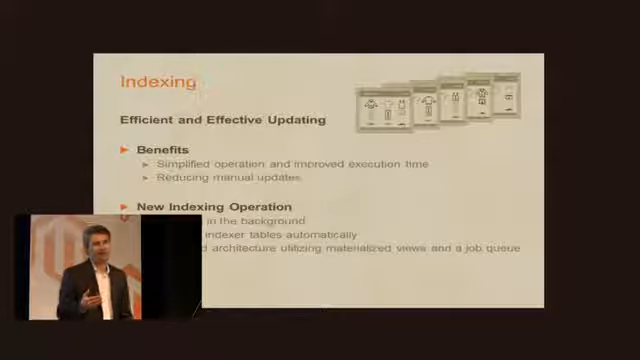 Indexing
Efficient and Effective Updating
Benefits
Simplified operation and improved execution time
Reducing manual updates
New Indexing Operation
in the background
indexer tables automatically
architecture utilizing materialized views and a job queue